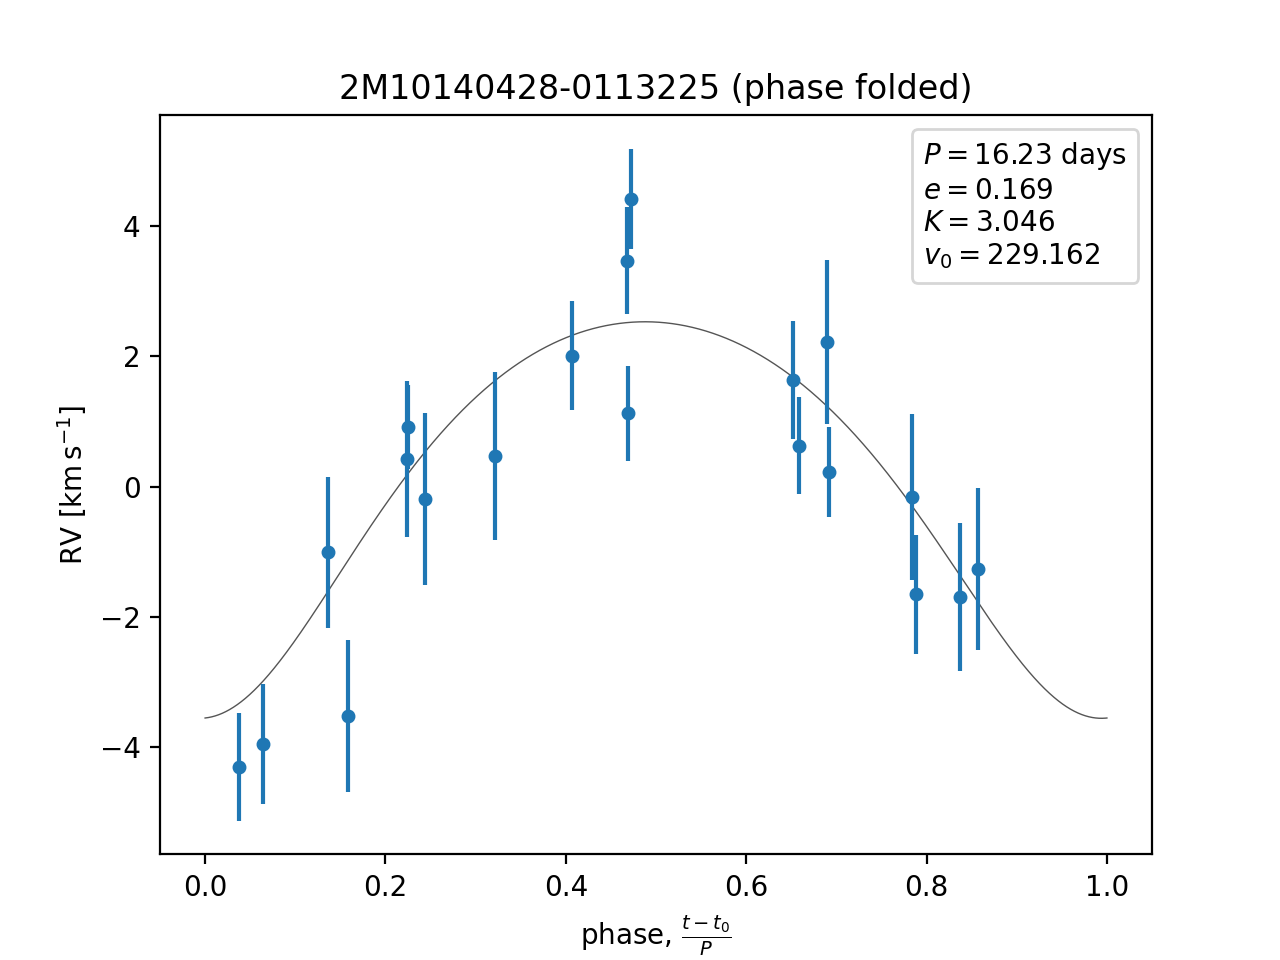 2M10140428-0113225 (phase folded)
P = 16.23 days
e = 0.169
K = 3.046
v₀ = 229.162
4
2
0
−2
−4
RV [km s⁻¹]
0.0 0.2 0.4 0.6 0.8 1.0
phase, (t − t₀)/P